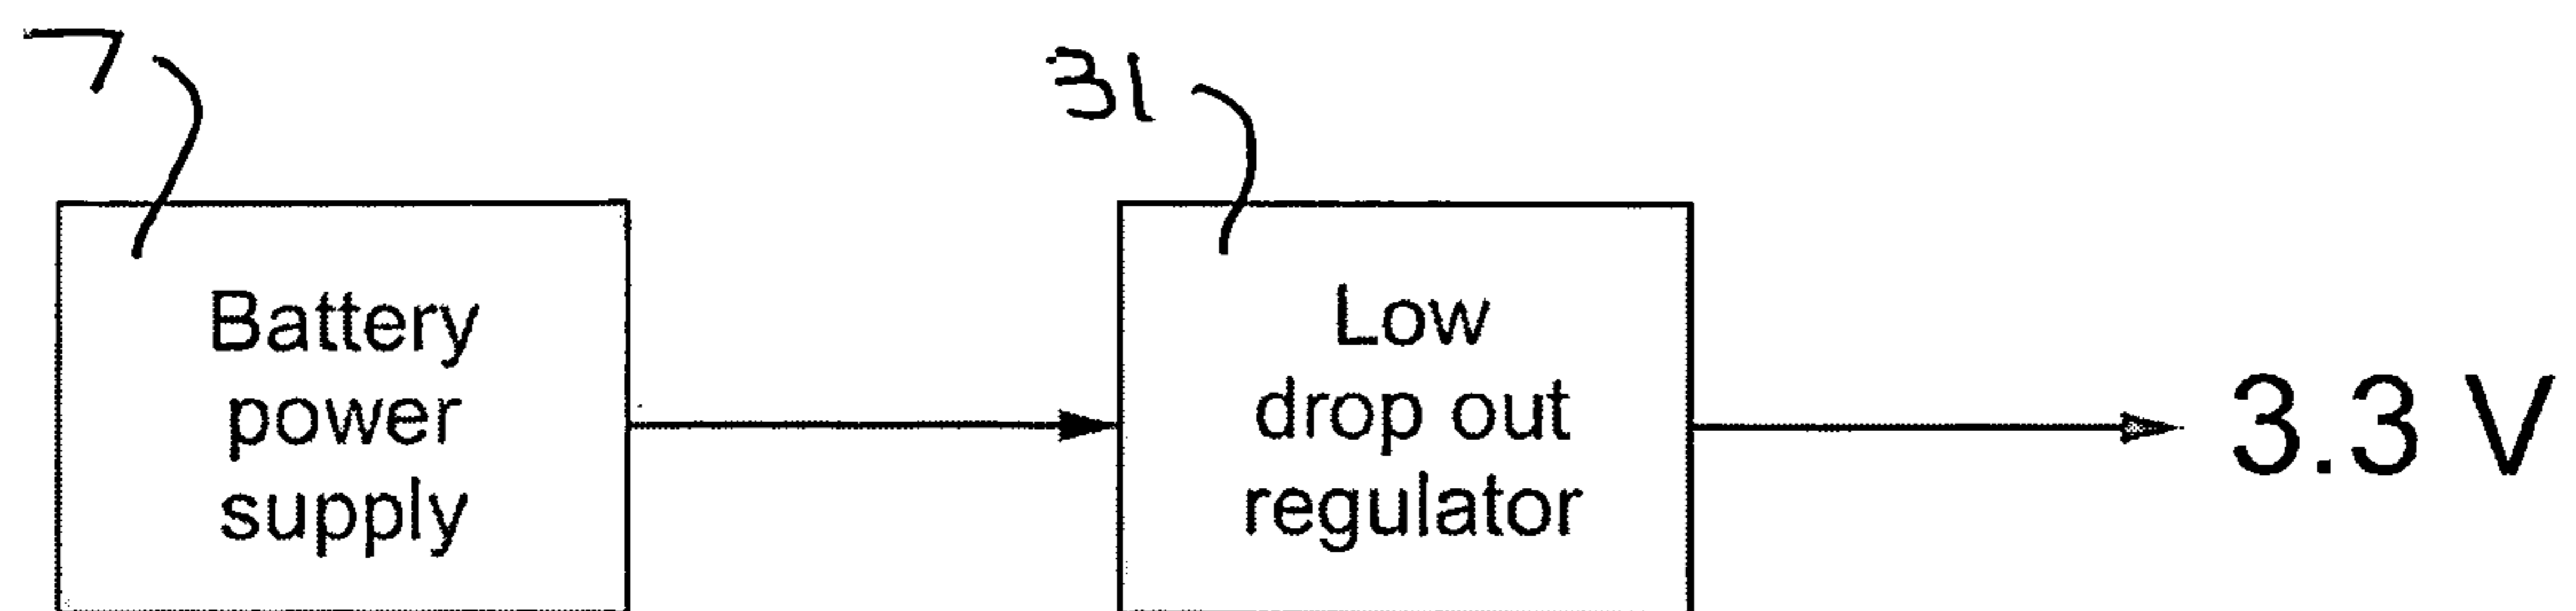 7
31
Battery
power
supply
Low
drop out
regulator
3.3 V